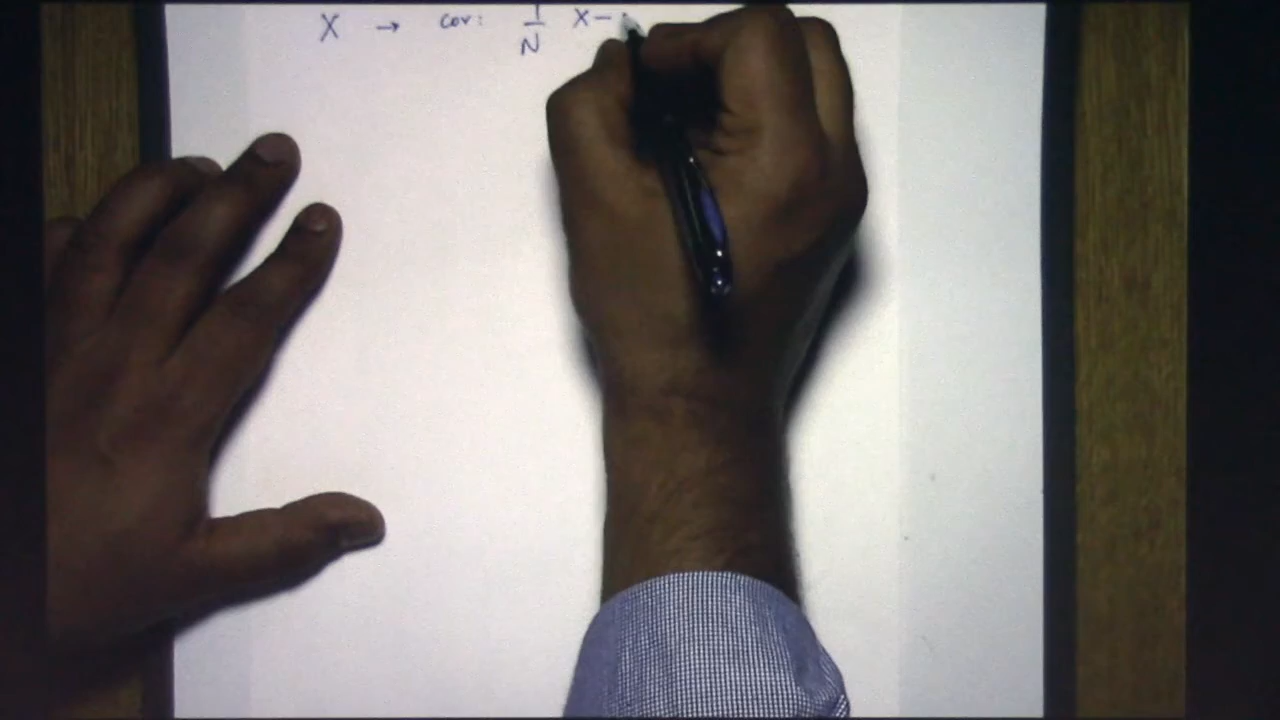 X → cov: 1/N X-